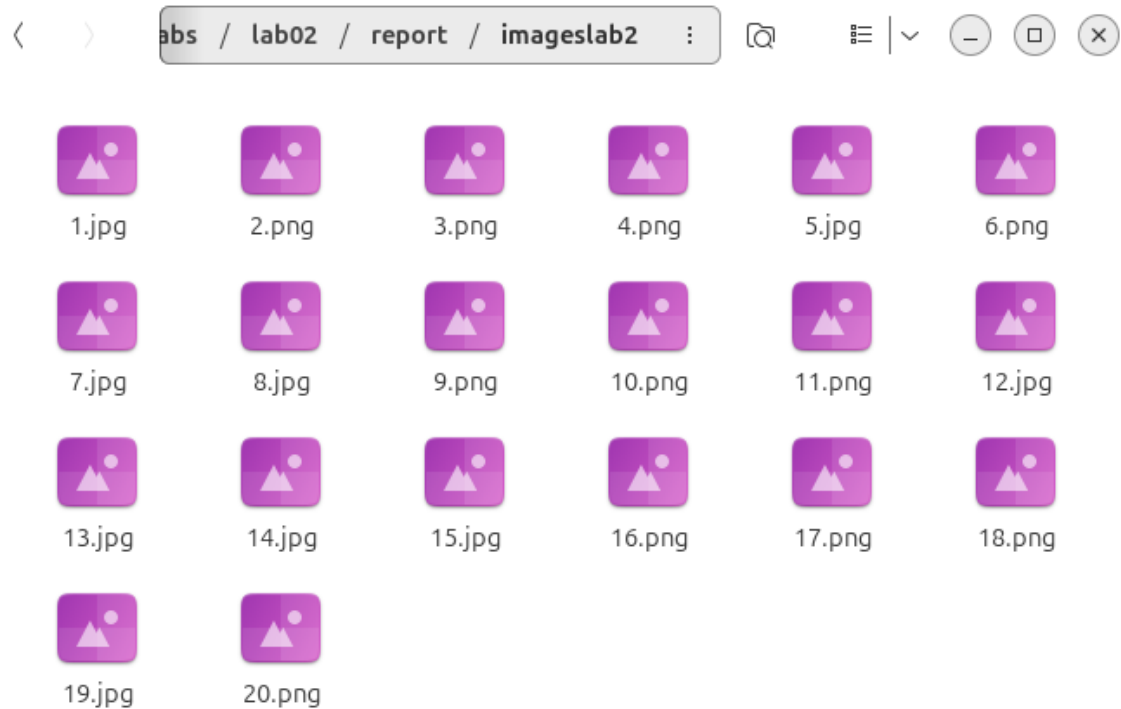 abs / lab02 / report / imageslab2
1.jpg 2.png 3.png 4.png 5.jpg 6.png
7.jpg 8.jpg 9.png 10.png 11.png 12.jpg
13.jpg 14.jpg 15.jpg 16.png 17.png 18.png
19.jpg 20.png